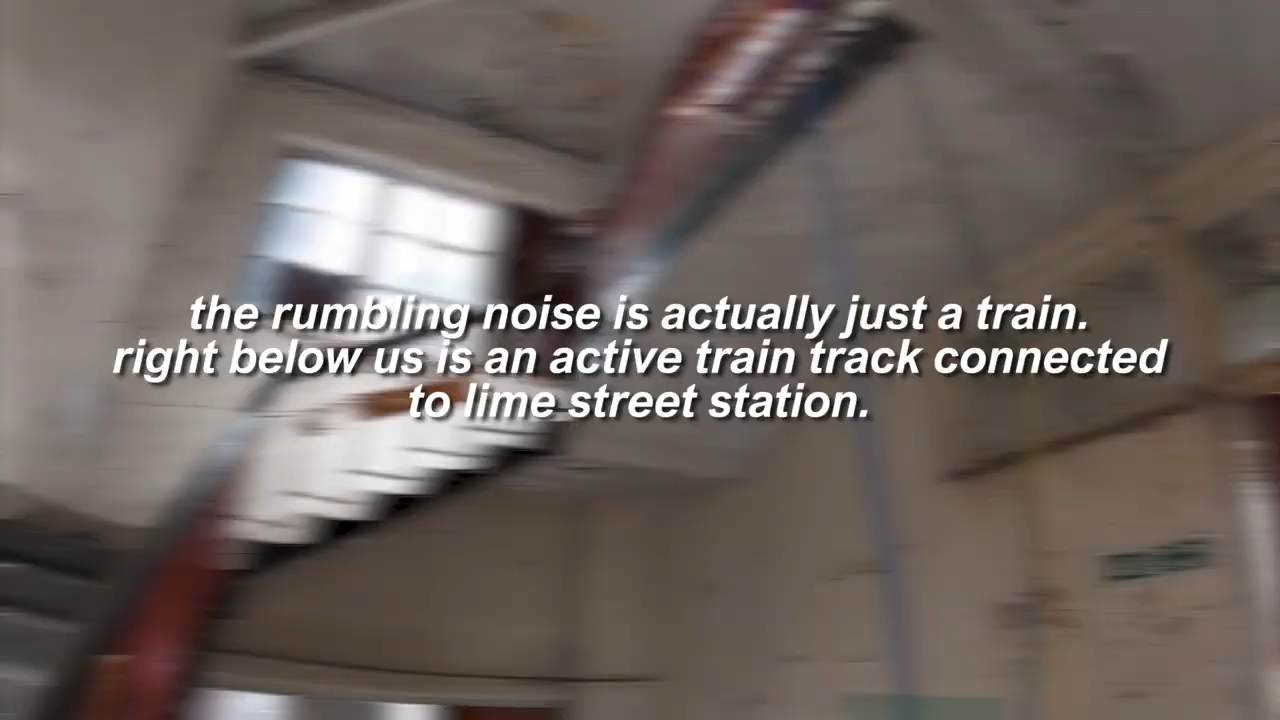 the rumbling noise is actually just a train.
right below us is an active train track connected
to lime street station.